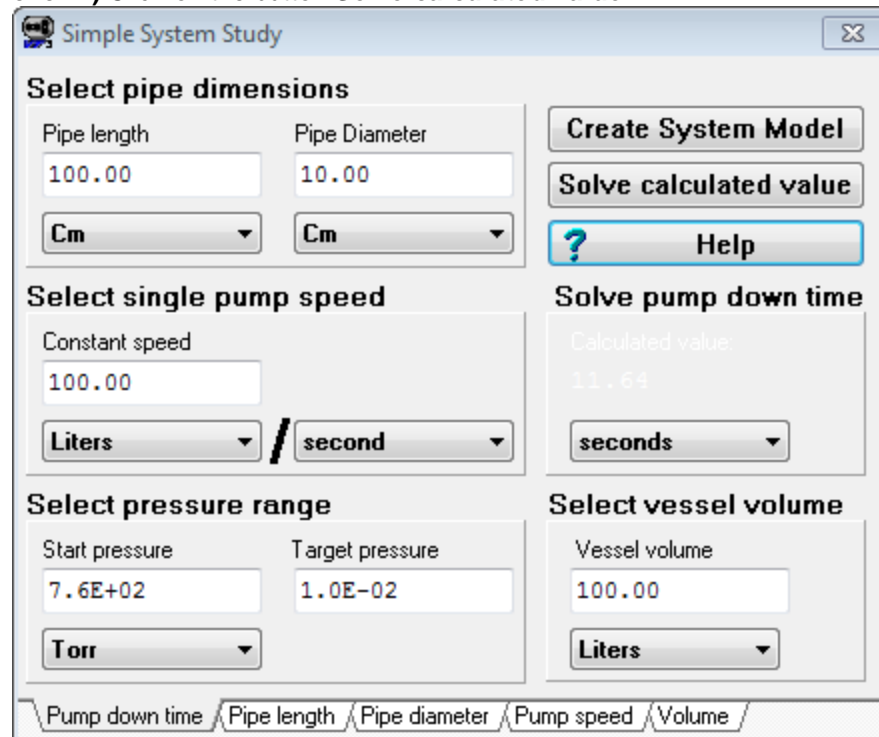 Simple System Study
Select pipe dimensions
Pipe length
Pipe Diameter
100.00
10.00
Cm
Cm
Create System Model
Solve calculated value
? Help
Select single pump speed
Constant speed
100.00
Liters / second
Solve pump down time
Calculated value:
11.64
seconds
Select pressure range
Start pressure
Target pressure
7.6E+02
1.0E-02
Torr
Select vessel volume
Vessel volume
100.00
Liters
Pump down time / Pipe length / Pipe diameter / Pump speed / Volume